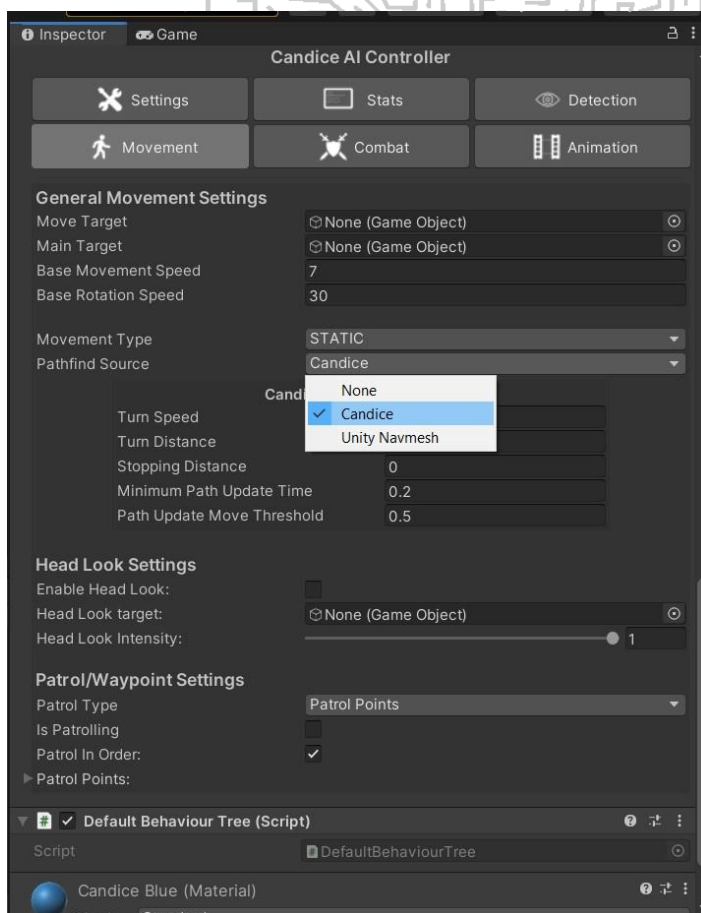 Inspector Game
Candice AI Controller
Settings Stats Detection
Movement Combat Animation
General Movement Settings
Move Target None (Game Object)
Main Target None (Game Object)
Base Movement Speed 7
Base Rotation Speed 30
Movement Type STATIC
Pathfind Source Candice
None
Candi
Turn Speed Candice
Turn Distance Unity Navmesh
Stopping Distance 0
Minimum Path Update Time 0.2
Path Update Move Threshold 0.5
Head Look Settings
Enable Head Look:
Head Look target: None (Game Object)
Head Look Intensity: 1
Patrol/Waypoint Settings
Patrol Type Patrol Points
Is Patrolling
Patrol In Order:
Patrol Points:
# Default Behaviour Tree (Script)
Script DefaultBehaviourTree
Candice Blue (Material)